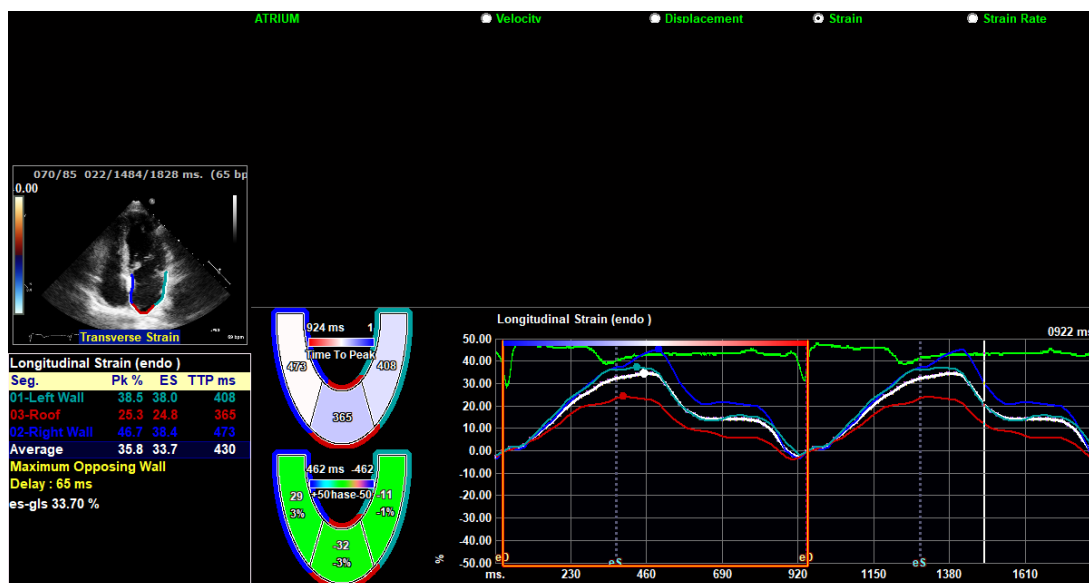 ATRIUM Velocity Displacement Strain Strain Rate
070/85 022/1484/1828 ms. (65 bp
0.00
Transverse Strain
Longitudinal Strain (endo )
Seg. Pk % ES TTP ms
01-Left Wall 38.5 38.0 408
03-Roof 25.3 24.8 365
02-Right Wall 46.7 38.4 473
Average 35.8 33.7 430
Maximum Opposing Wall
Delay : 65 ms
es-gls 33.70 %
924 ms 1
Time To Peak
473 408
365
462 ms -462
+50 hase-50
29 -11
3% -1%
-32
-3%
Longitudinal Strain (endo )
0922 ms
50.00
40.00
30.00
20.00
10.00
0.00
-10.00
-20.00
-30.00
-40.00
-50.00
%
eD eS eD eS
ms. 230 460 690 920 1150 1380 1610